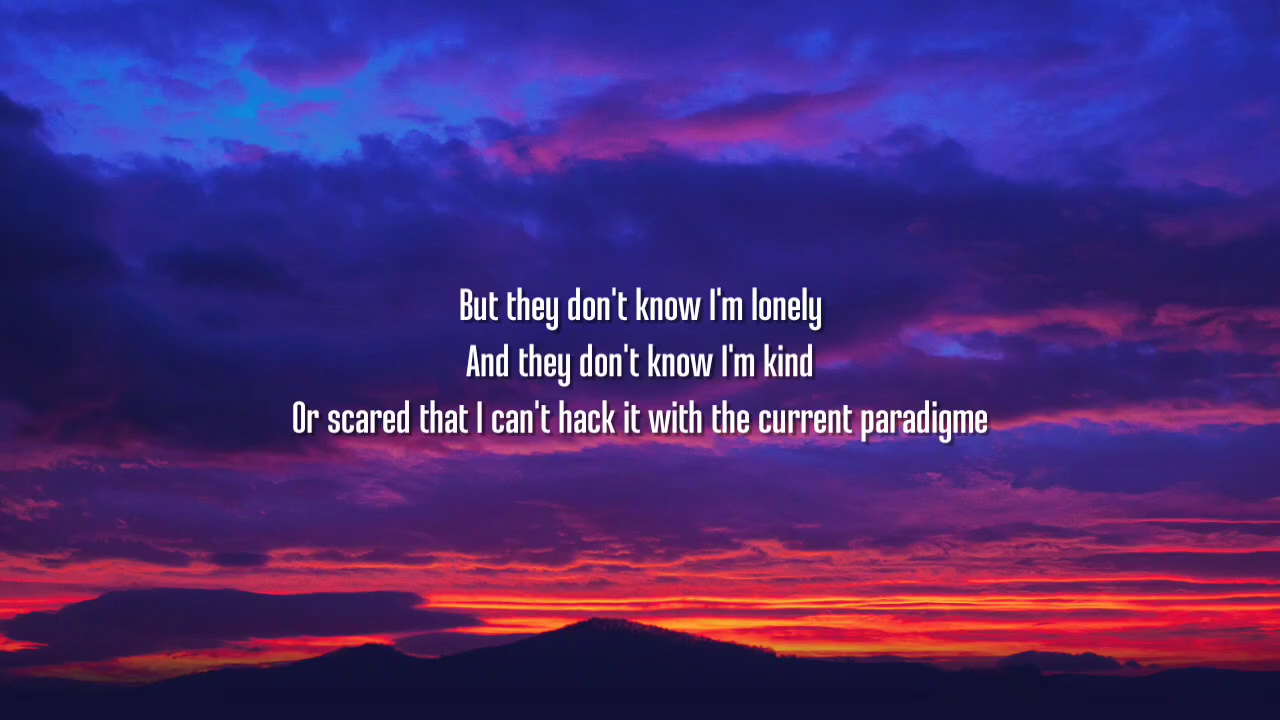 But they don't know I'm lonely
And they don't know I'm kind
Or scared that I can't hack it with the current paradigme